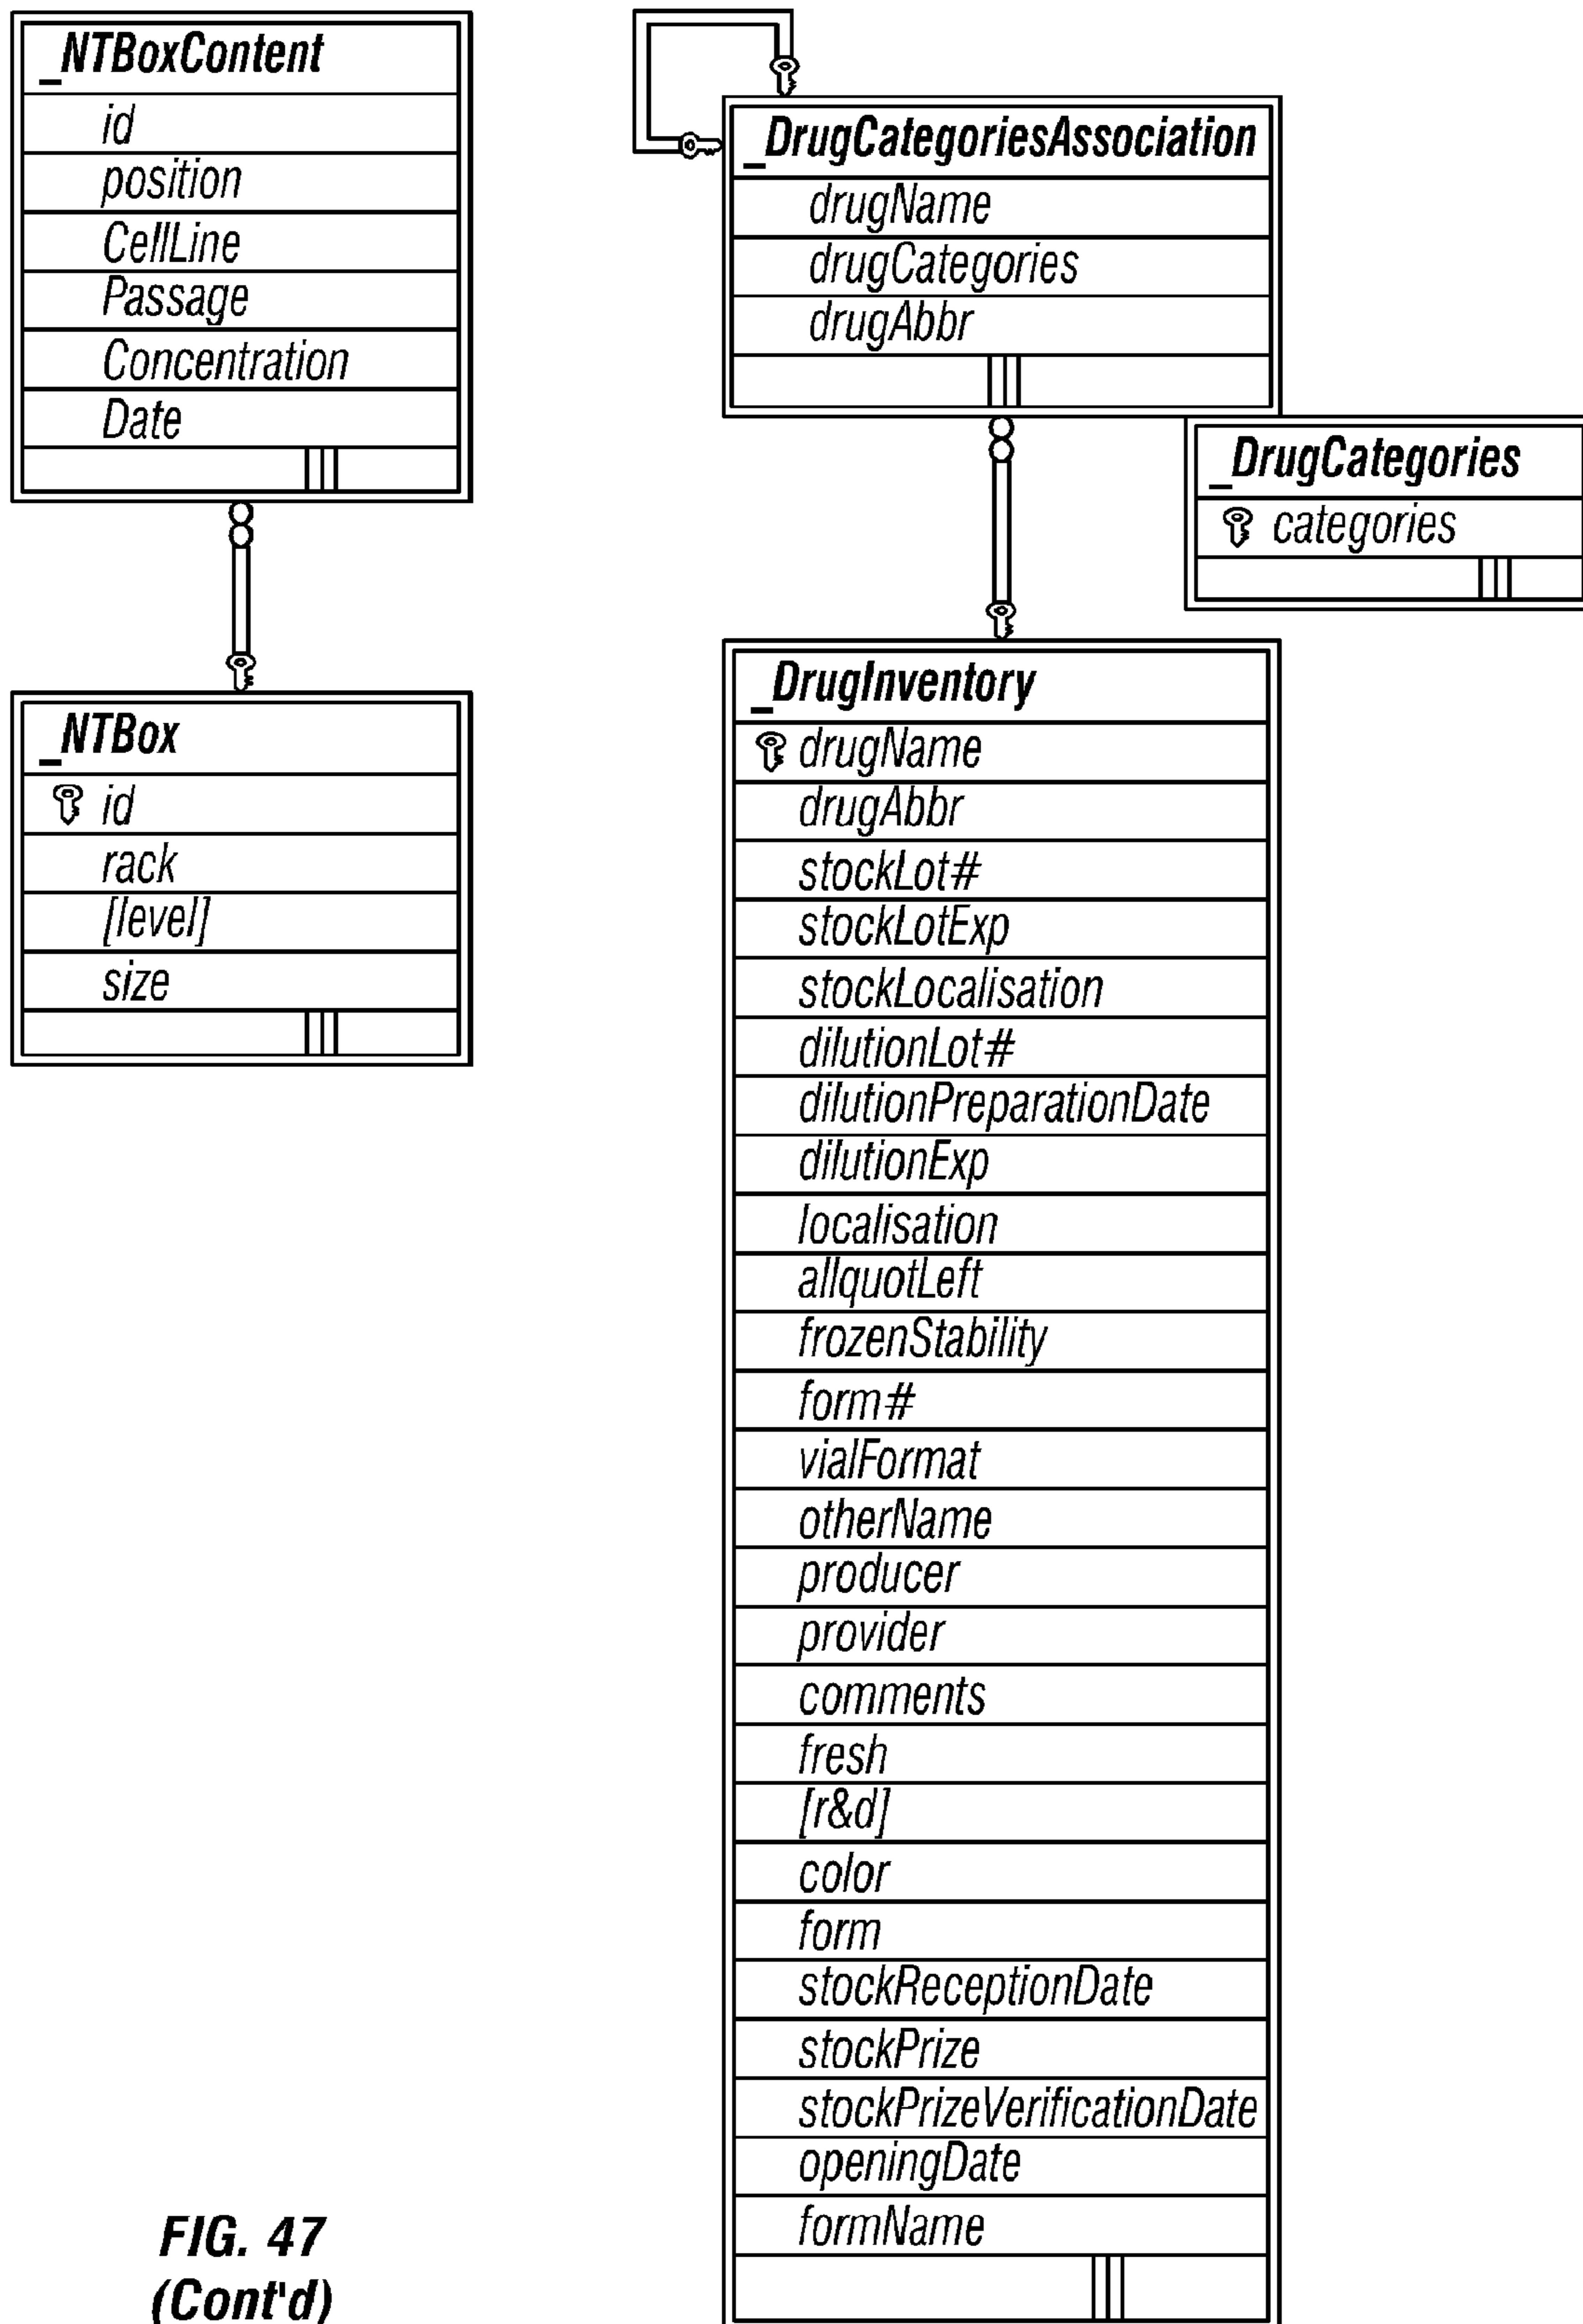 _NTBoxContent
id
position
CellLine
Passage
Concentration
Date
_NTBox
id
rack
[level]
size
_DrugCategoriesAssociation
drugName
drugCategories
drugAbbr
_DrugCategories
categories
_DrugInventory
drugName
drugAbbr
stockLot#
stockLotExp
stockLocalisation
dilutionLot#
dilutionPreparationDate
dilutionExp
localisation
allquotLeft
frozenStability
form#
vialFormat
otherName
producer
provider
comments
fresh
[r&d]
color
form
stockReceptionDate
stockPrize
stockPrizeVerificationDate
openingDate
formName
FIG. 47
(Cont'd)